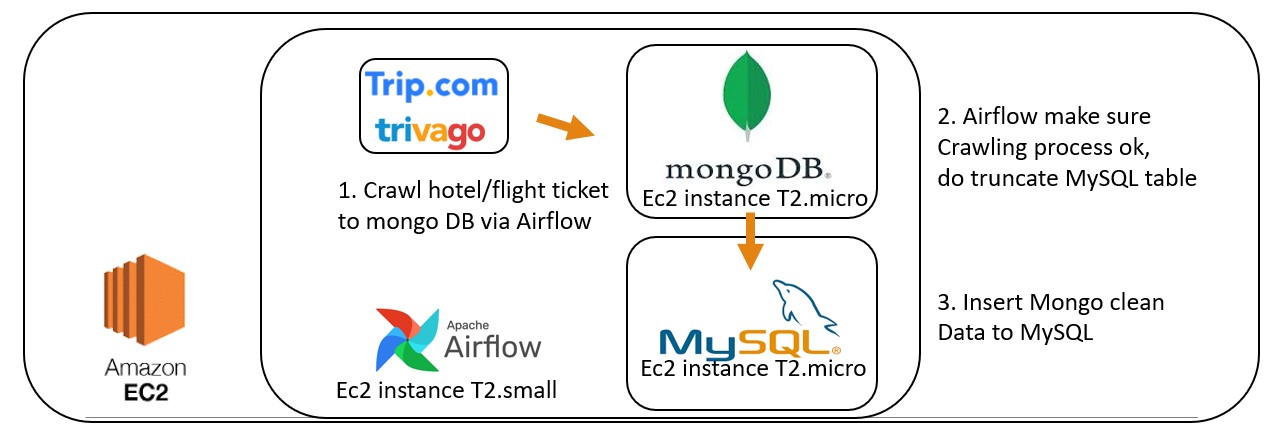 Trip.com
trivago
1. Crawl hotel/flight ticket
to mongo DB via Airflow
mongoDB®
Ec2 instance T2.micro
2. Airflow make sure
Crawling process ok,
do truncate MySQL table
Amazon
EC2
Apache
Airflow
Ec2 instance T2.small
MySQL®
Ec2 instance T2.micro
3. Insert Mongo clean
Data to MySQL